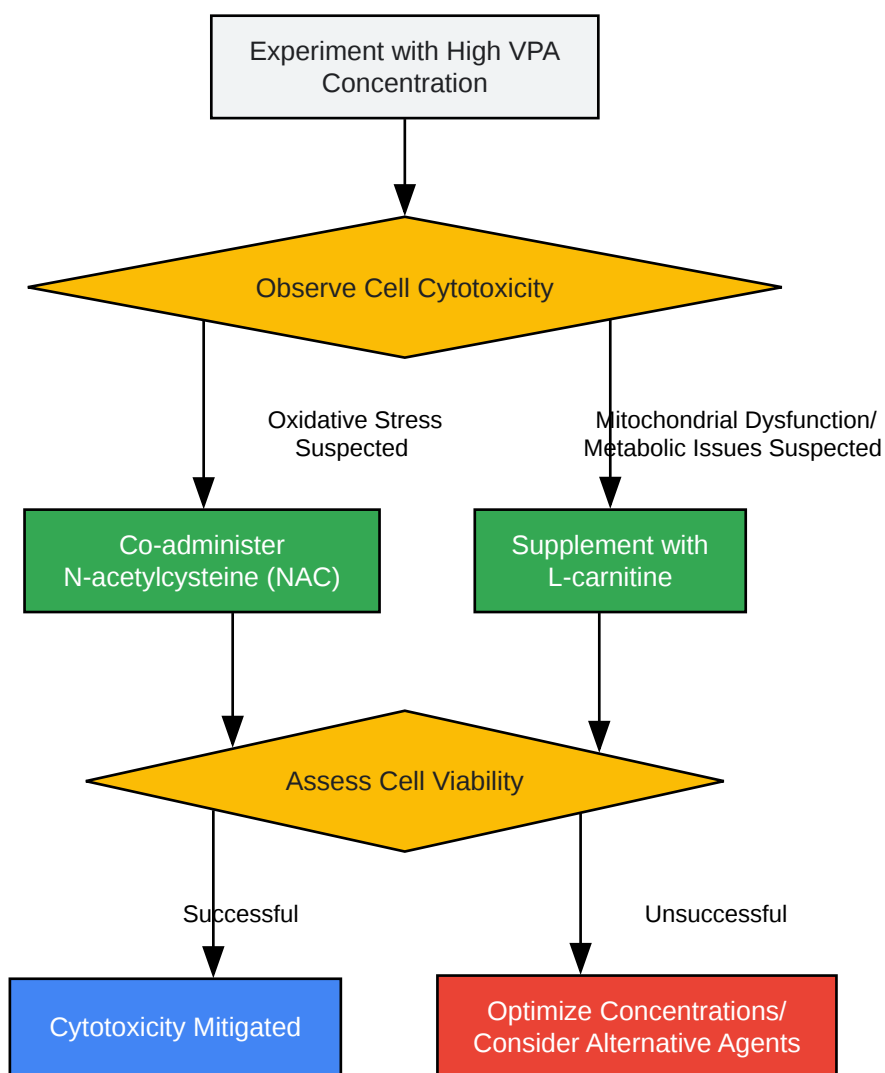 Experiment with High VPA
Concentration
Observe Cell Cytotoxicity
Oxidative Stress
Suspected
Mitochondrial Dysfunction/
Metabolic Issues Suspected
Co-administer
N-acetylcysteine (NAC)
Supplement with
L-carnitine
Assess Cell Viability
Successful
Unsuccessful
Cytotoxicity Mitigated
Optimize Concentrations/
Consider Alternative Agents